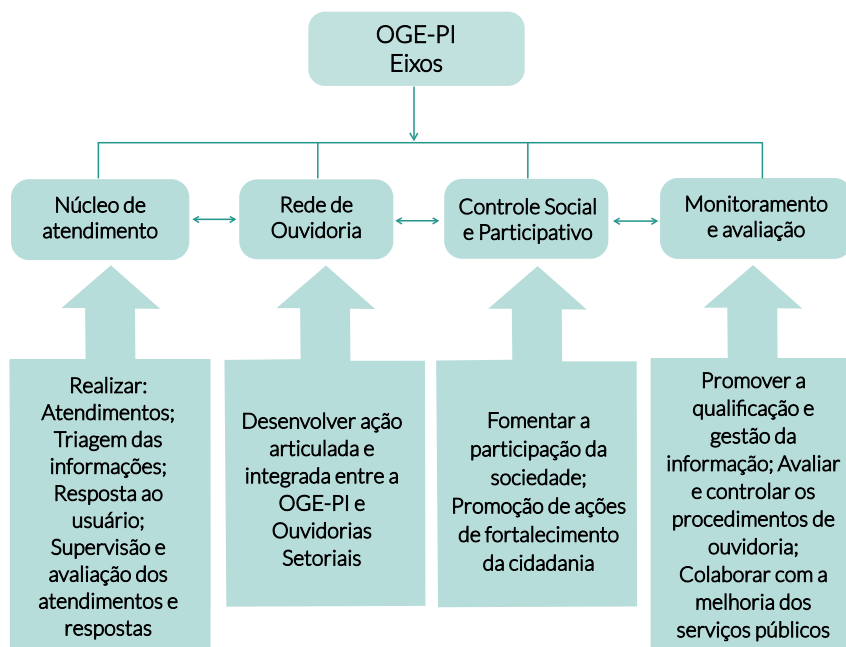 OGE-PI
Eixos
Núcleo de
atendimento
Rede de
Ouvidoria
Controle Social
e Participativo
Monitoramento
e avaliação
Realizar:
Atendimentos;
Triagem das
informações;
Resposta ao
usuário;
Supervisão e
avaliação dos
atendimentos e
respostas
Desenvolver ação
articulada e
integrada entre a
OGE-PI e
Ouvidorias
Setoriais
Fomentar a
participação da
sociedade;
Promoção de ações
de fortalecimento
da cidadania
Promover a
qualificação e
gestão da
informação; Avaliar
e controlar os
procedimentos de
ouvidoria;
Colaborar com a
melhoria dos
serviços públicos